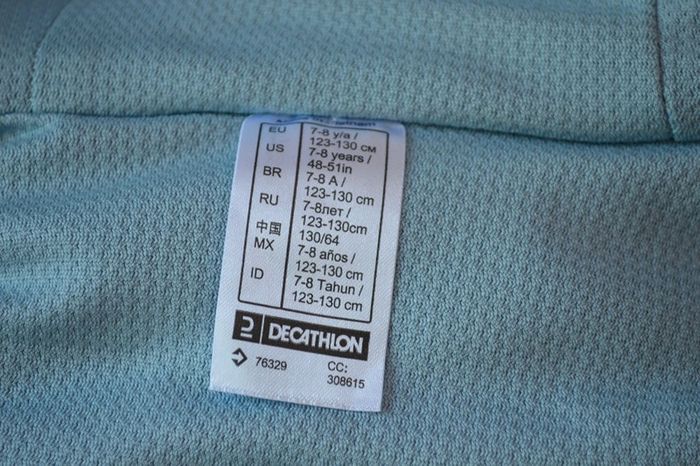 EU 7-8 y/a /
123-130 см
US 7-8 years /
48-51in
BR 7-8 A /
123-130 cm
RU 7-8лет /
123-130cm
中国 130/64
MX 7-8 años /
123-130 cm
ID 7-8 Tahun /
123-130 cm
DECATHLON
76329 CC:
308615